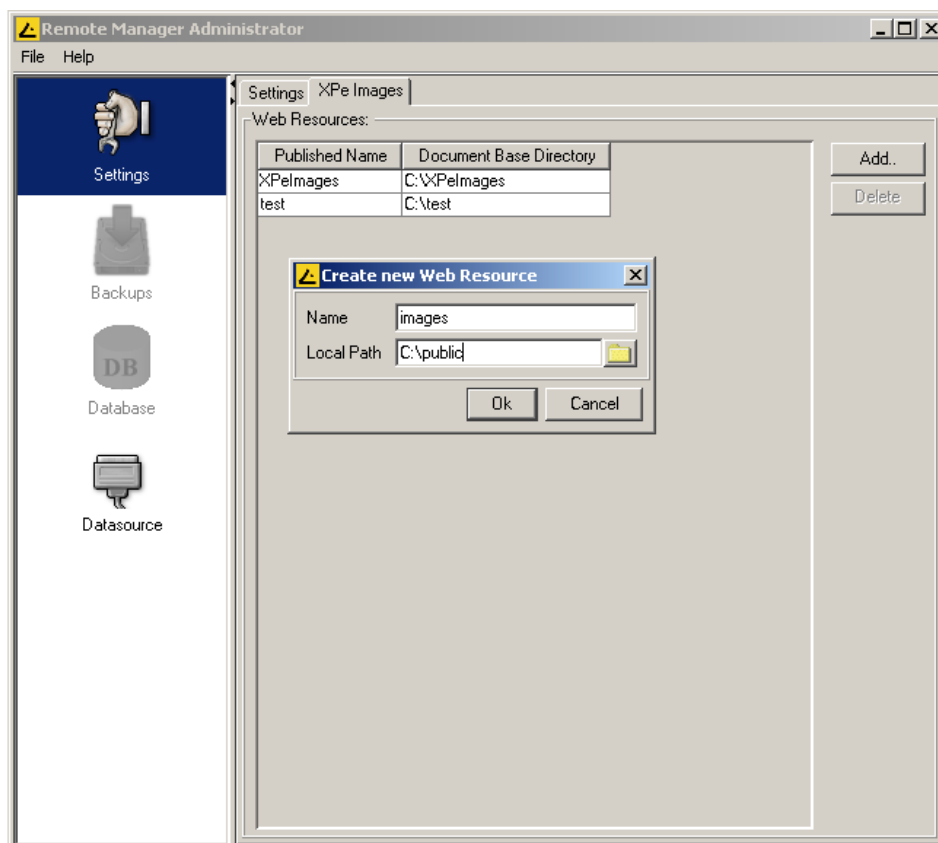 Remote Manager Administrator
File Help
Settings XPe Images
Web Resources:
Published Name Document Base Directory
XPeImages C:\XPeImages
test C:\test
Add..
Delete
Settings
Backups
DB
Database
Datasource
Create new Web Resource
Name images
Local Path C:\public
Ok Cancel